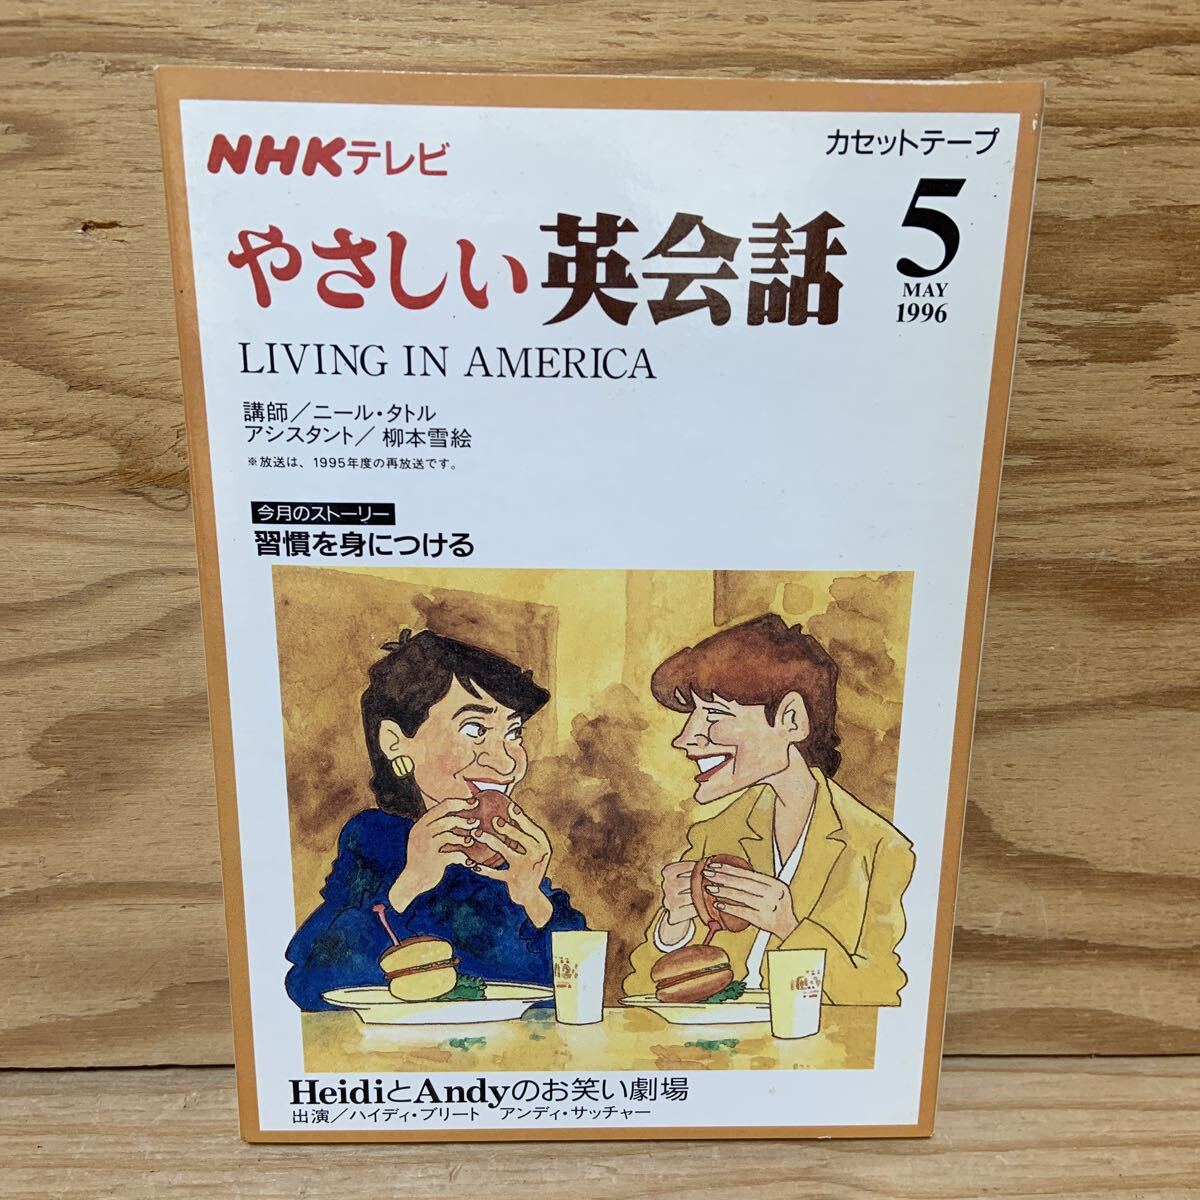 NHKテレビ
カセットテープ
やさしい英会話
5
MAY
1996
LIVING IN AMERICA
講師／ニール・タトル
アシスタント／柳本雪絵
※放送は、1995年度の再放送です。
今月のストーリー
習慣を身につける
HeidiとAndyのお笑い劇場
出演／ハイディ・ブリート　アンディ・サッチャー